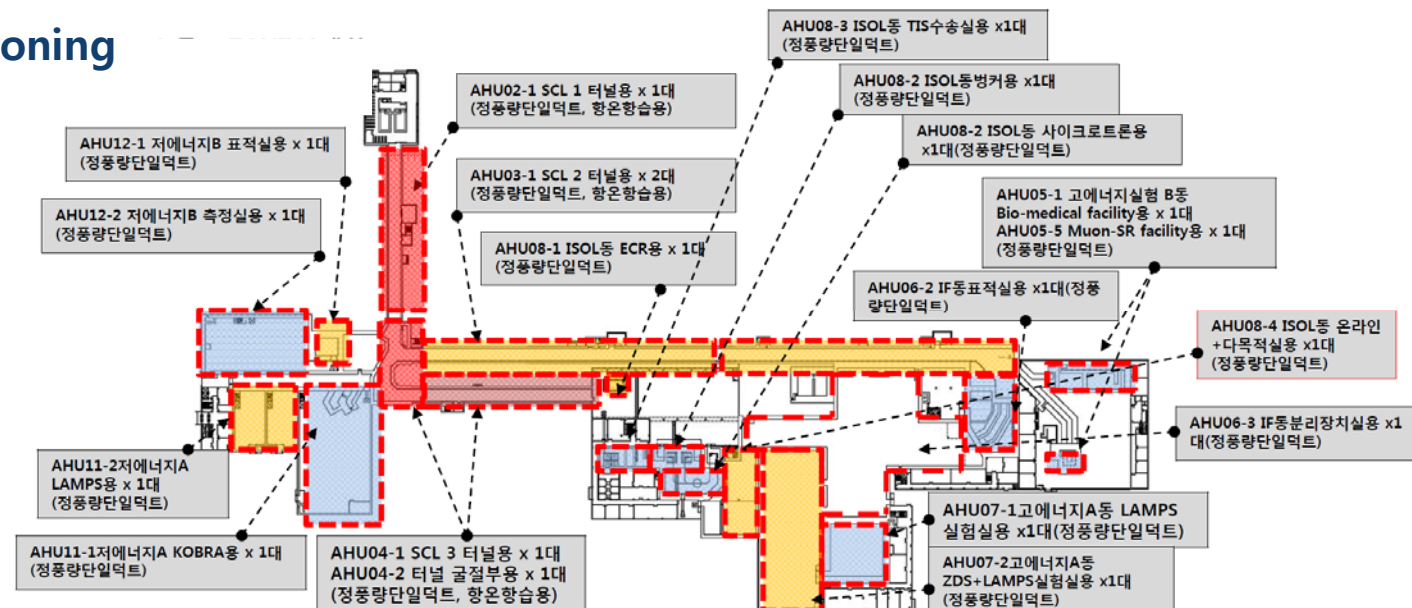 oning
AHU08-3 ISOL동 TIS수송실용 x1대
(정풍량단일덕트)
AHU02-1 SCL 1 터널용 x 1대
(정풍량단일덕트, 항온항습용)
AHU08-2 ISOL동벙커용 x1대
(정풍량단일덕트)
AHU12-1 저에너지B 표적실용 x 1대
(정풍량단일덕트)
AHU08-2 ISOL동 사이크로트론용
x1대(정풍량단일덕트)
AHU03-1 SCL 2 터널용 x 2대
(정풍량단일덕트, 항온항습용)
AHU12-2 저에너지B 측정실용 x 1대
(정풍량단일덕트)
AHU05-1 고에너지실험 B동
Bio-medical facility용 x 1대
AHU05-5 Muon-SR facility용 x 1대
(정풍량단일덕트)
AHU08-1 ISOL동 ECR용 x 1대
(정풍량단일덕트)
AHU06-2 IF동표적실용 x1대(정풍
량단일덕트)
AHU08-4 ISOL동 온라인
+다목적실용 x1대
(정풍량단일덕트)
AHU06-3 IF동분리장치실용 x1
대(정풍량단일덕트)
AHU11-2저에너지A
LAMPS용 x 1대
(정풍량단일덕트)
AHU11-1저에너지A KOBRA용 x 1대
(정풍량단일덕트)
AHU04-1 SCL 3 터널용 x 1대
AHU04-2 터널 굴절부용 x 1대
(정풍량단일덕트, 항온항습용)
AHU07-1고에너지A동 LAMPS
실험실용 x1대(정풍량단일덕트)
AHU07-2고에너지A동
ZDS+LAMPS실험실용 x1대
(정풍량단일덕트)